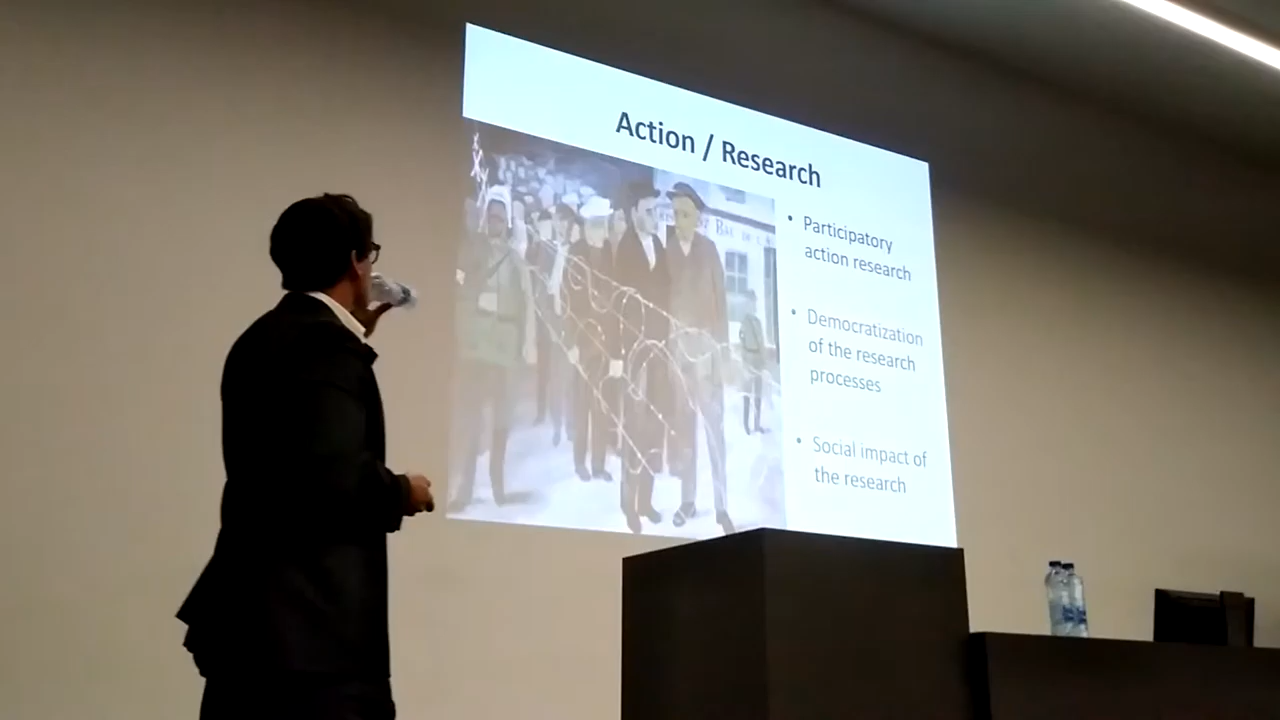 Action / Research
• Participatory
action research
• Democratization
of the research
processes
• Social impact of
the research